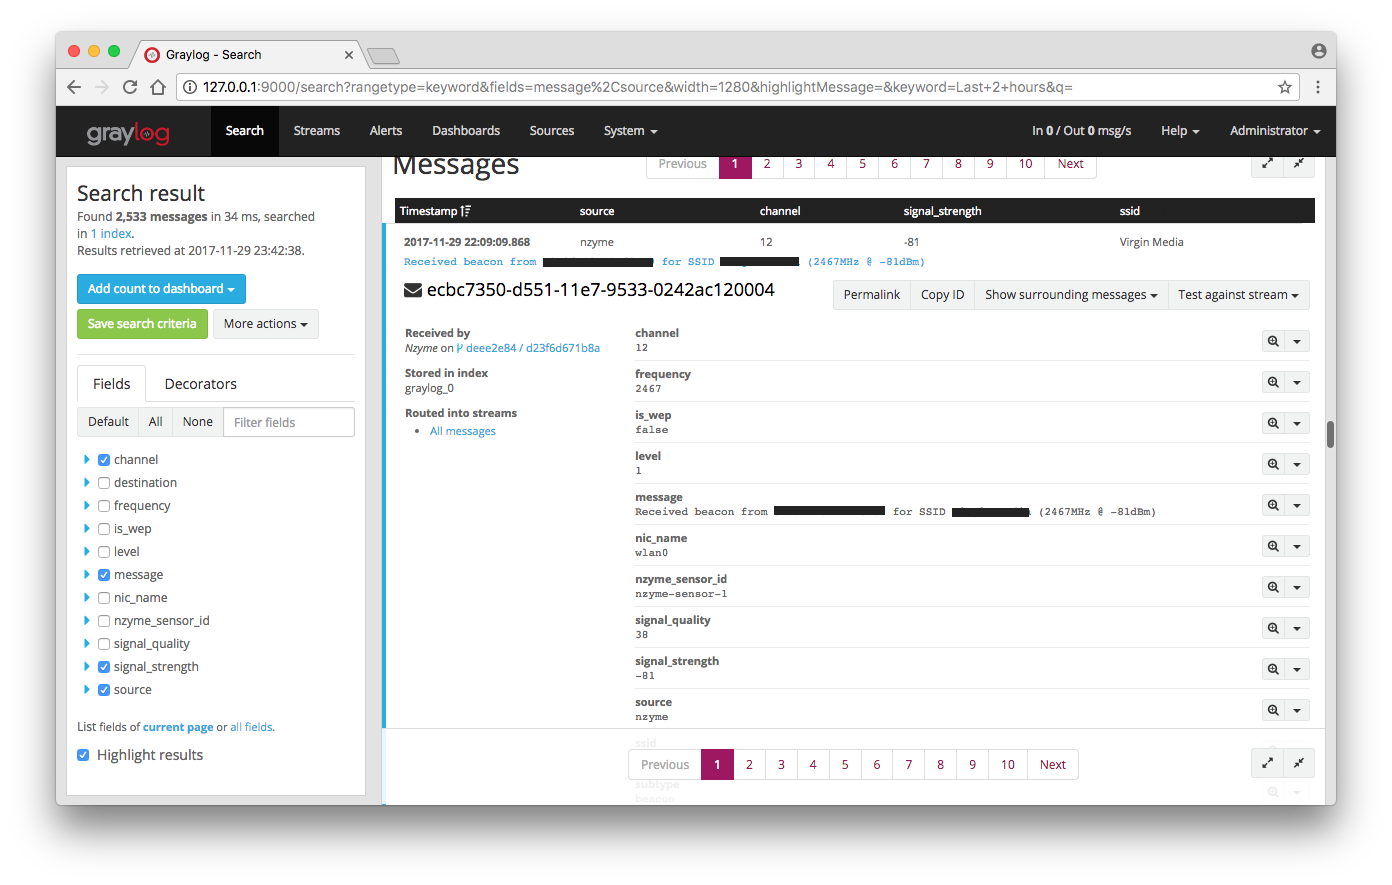 Graylog - Search
127.0.0.1:9000/search?rangetype=keyword&fields=message%2Csource&width=1280&highlightMessage=&keyword=Last+2+hours&q=
graylog
Search Streams Alerts Dashboards Sources System In 0 / Out 0 msg/s Help Administrator
Search result
Found 2,533 messages in 34 ms, searched
in 1 index.
Results retrieved at 2017-11-29 23:42:38.
Add count to dashboard
Save search criteria More actions
Fields Decorators
Default All None Filter fields
channel
destination
frequency
is_wep
level
message
nic_name
nzyme_sensor_id
signal_quality
signal_strength
source
List fields of current page or all fields.
Highlight results
Messages Previous 1 2 3 4 5 6 7 8 9 10 Next
Timestamp source channel signal_strength ssid
2017-11-29 22:09:09.868 nzyme 12 -81 Virgin Media
Received beacon from for SSID (2467MHz @ -81dBm)
ecbc7350-d551-11e7-9533-0242ac120004 Permalink Copy ID Show surrounding messages Test against stream
Received by
Nzyme on deee2e84 / d23f6d671b8a
Stored in index
graylog_0
Routed into streams
All messages
channel
12
frequency
2467
is_wep
false
level
1
message
Received beacon from for SSID (2467MHz @ -81dBm)
nic_name
wlan0
nzyme_sensor_id
nzyme-sensor-1
signal_quality
38
signal_strength
-81
source
nzyme
ssid
Previous 1 2 3 4 5 6 7 8 9 10 Next
subtype
beacon